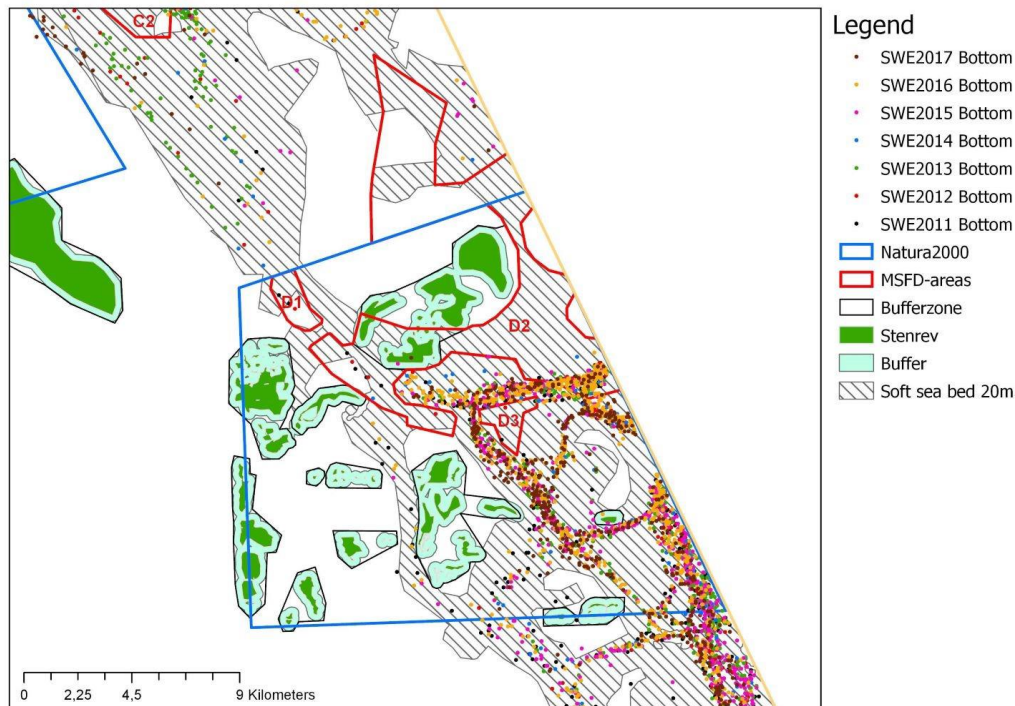 C2
D1
D2
D3
0 2,25 4,5 9 Kilometers
Legend
SWE2017 Bottom
SWE2016 Bottom
SWE2015 Bottom
SWE2014 Bottom
SWE2013 Bottom
SWE2012 Bottom
SWE2011 Bottom
Natura2000
MSFD-areas
Bufferzone
Stenrev
Buffer
Soft sea bed 20m